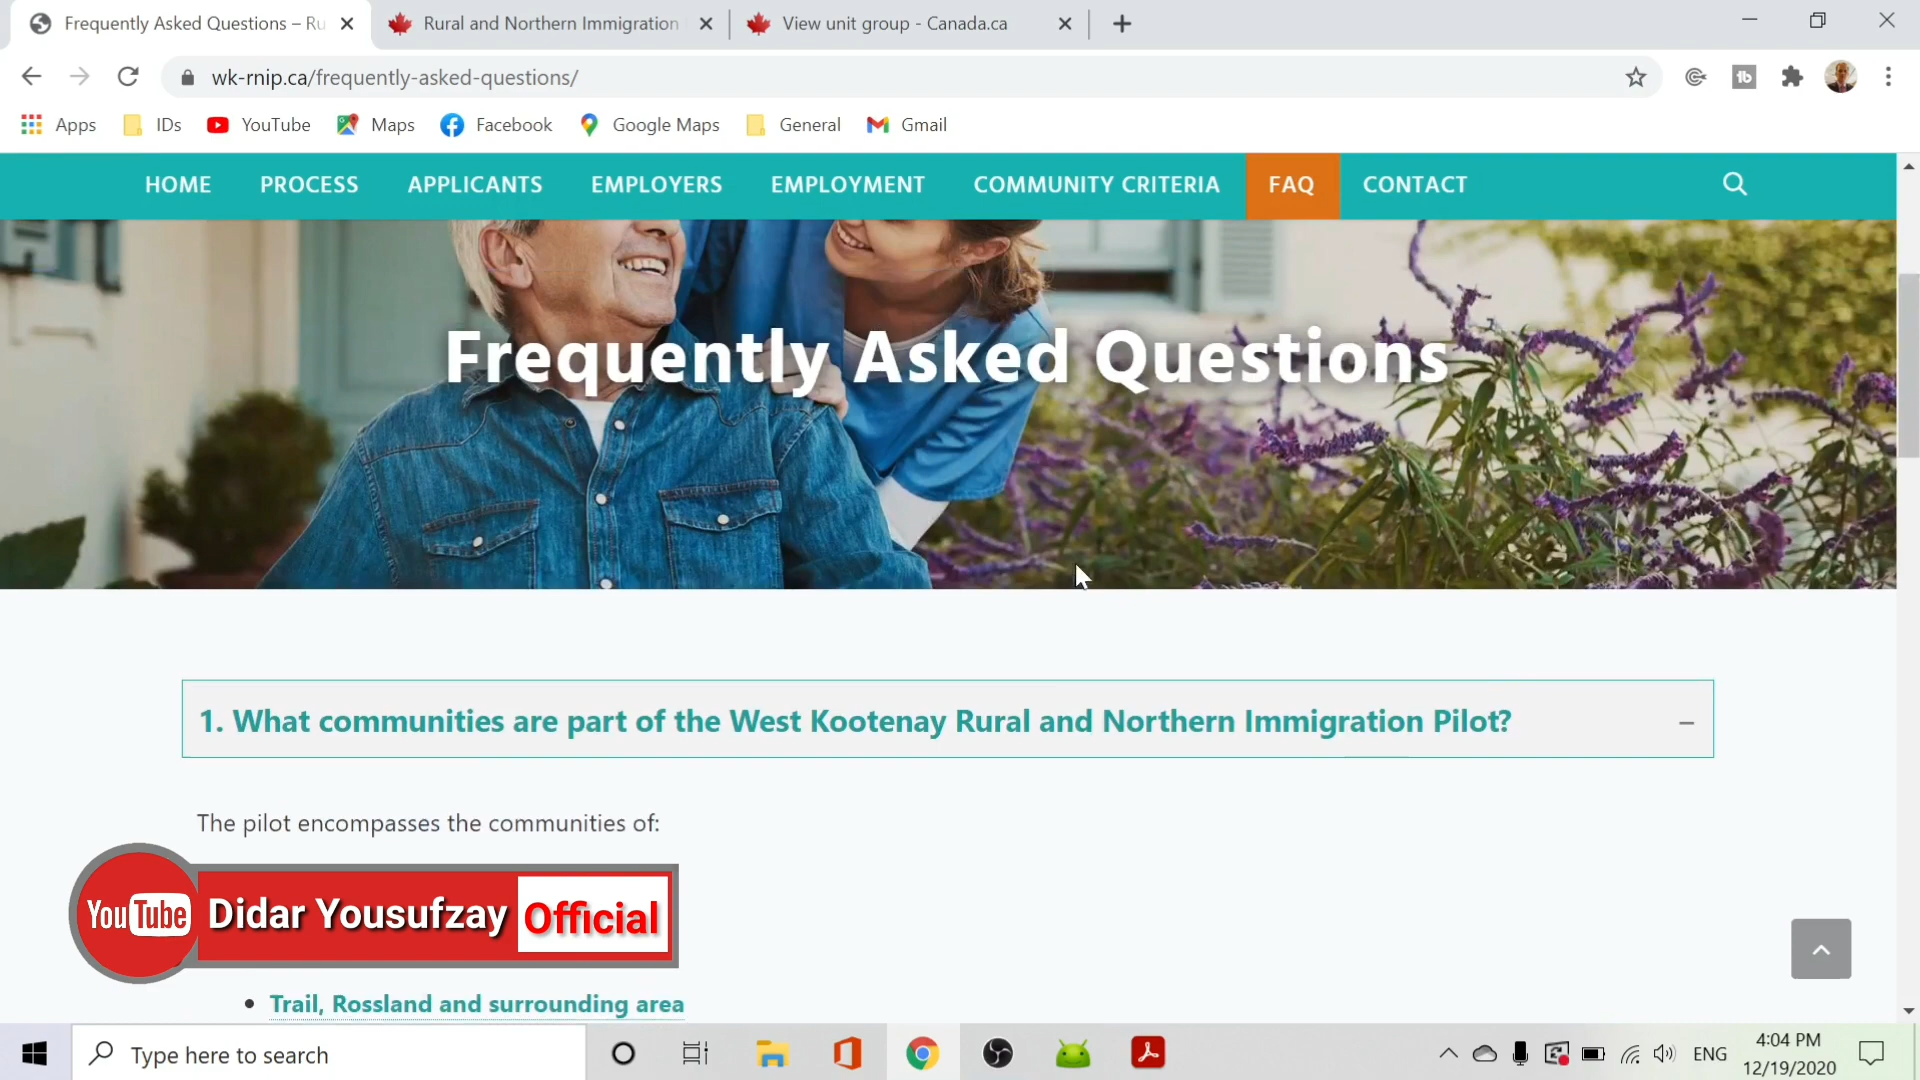 Frequently Asked Questions – Ru
Rural and Northern Immigration
View unit group - Canada.ca
wk-rnip.ca/frequently-asked-questions/
Apps IDs YouTube Maps Facebook Google Maps General Gmail
HOME PROCESS APPLICANTS EMPLOYERS EMPLOYMENT COMMUNITY CRITERIA FAQ CONTACT
Frequently Asked Questions
1. What communities are part of the West Kootenay Rural and Northern Immigration Pilot?
The pilot encompasses the communities of:
YouTube Didar Yousufzay Official
Trail, Rossland and surrounding area
Type here to search
ENG
4:04 PM
12/19/2020